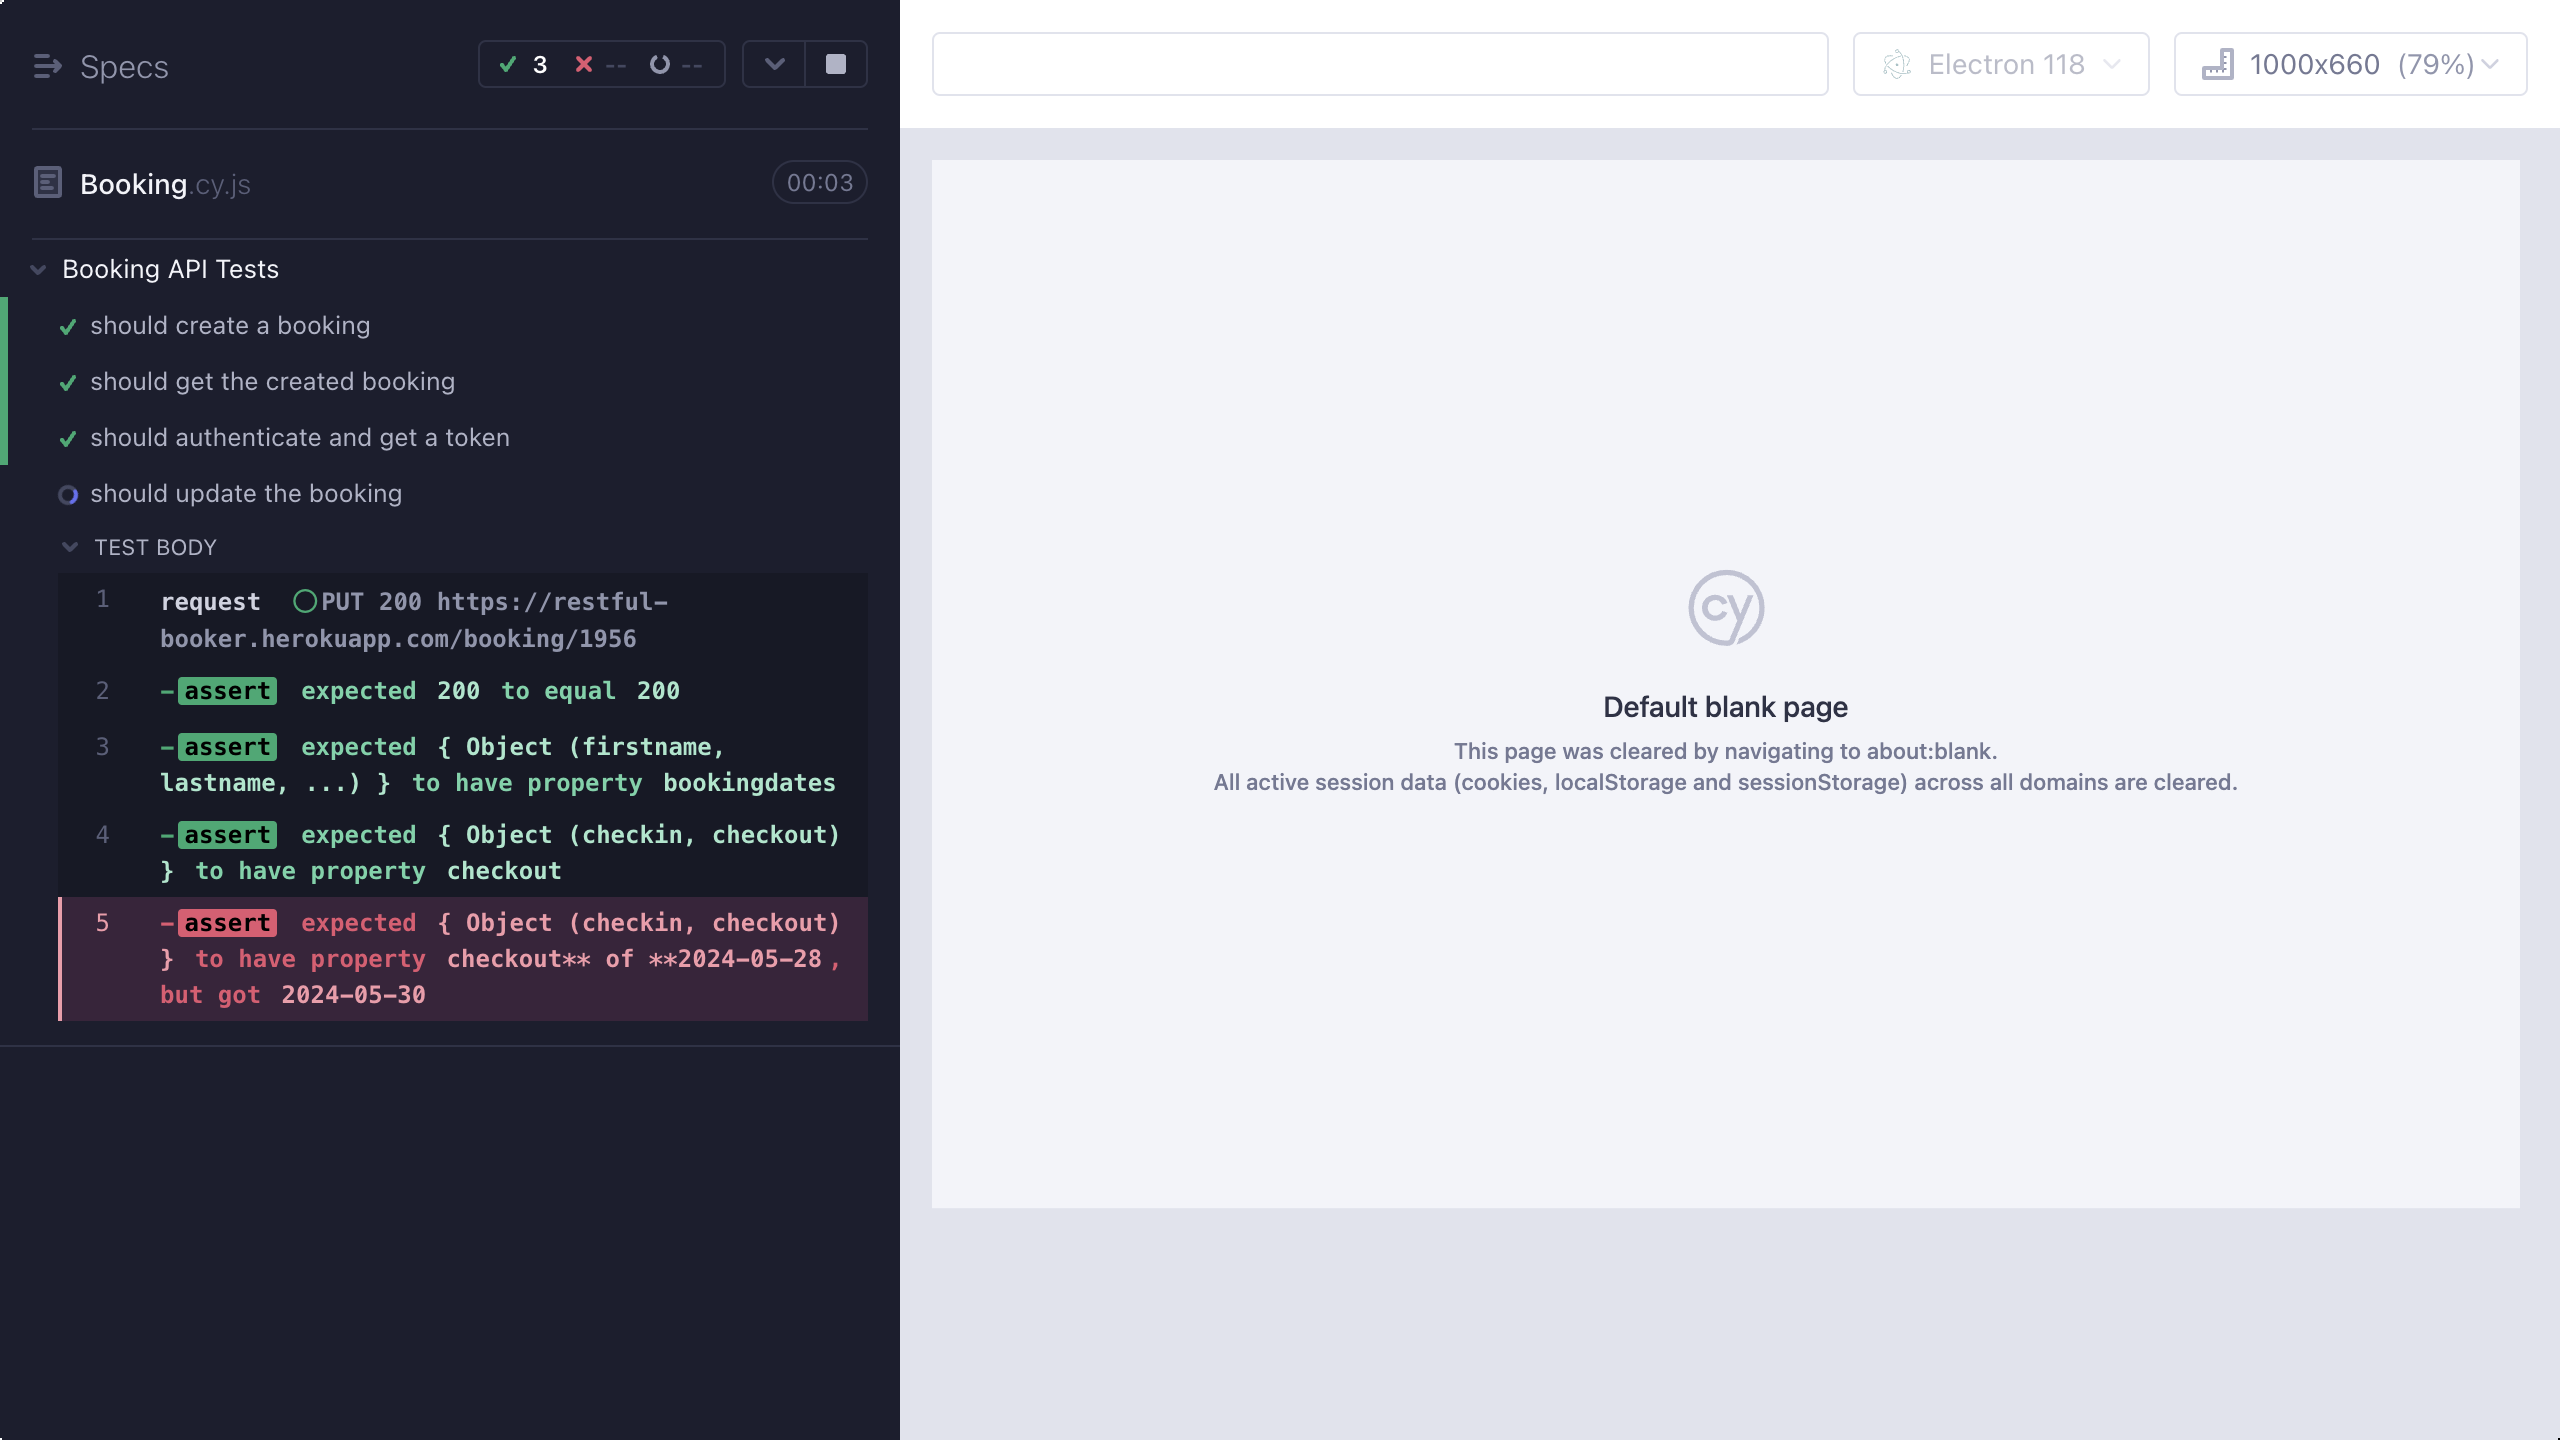 Specs
3 -- --
Booking.cy.js
00:03
Booking API Tests
should create a booking
should get the created booking
should authenticate and get a token
should update the booking
TEST BODY
1 request PUT 200 https://restful-
booker.herokuapp.com/booking/1956
2 -assert expected 200 to equal 200
3 -assert expected { Object (firstname,
lastname, ...) } to have property bookingdates
4 -assert expected { Object (checkin, checkout)
} to have property checkout
5 -assert expected { Object (checkin, checkout)
} to have property checkout** of **2024-05-28,
but got 2024-05-30
Electron 118
1000x660 (79%)
cy
Default blank page
This page was cleared by navigating to about:blank.
All active session data (cookies, localStorage and sessionStorage) across all domains are cleared.